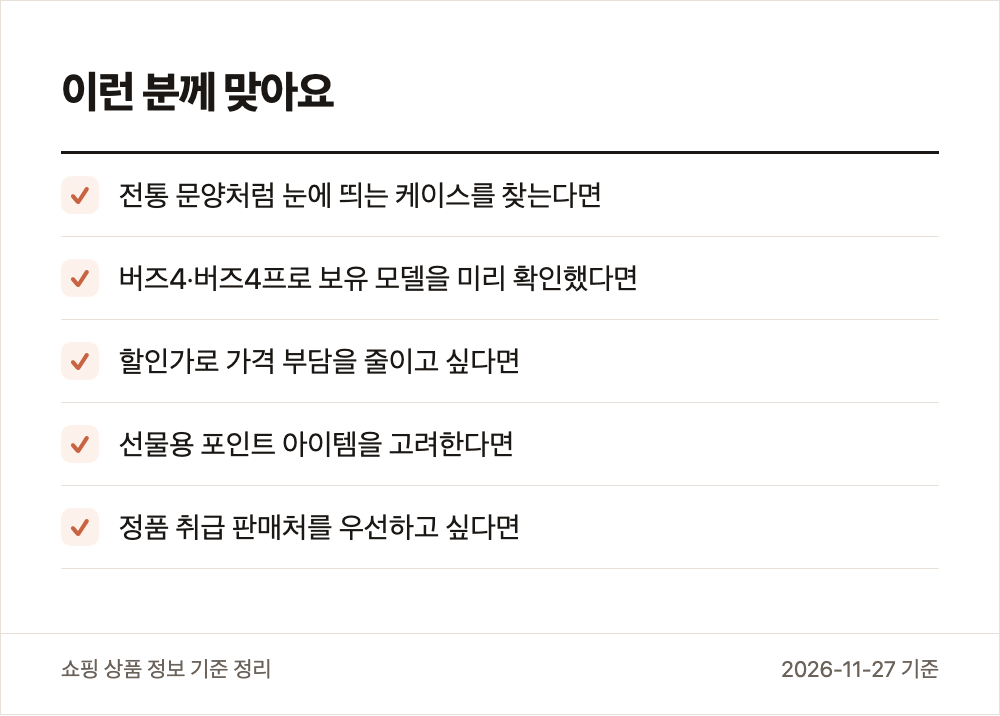 이런 분께 맞아요
전통 문양처럼 눈에 띄는 케이스를 찾는다면
버즈4·버즈4프로 보유 모델을 미리 확인했다면
할인가로 가격 부담을 줄이고 싶다면
선물용 포인트 아이템을 고려한다면
정품 취급 판매처를 우선하고 싶다면
쇼핑 상품 정보 기준 정리
2026-11-27 기준